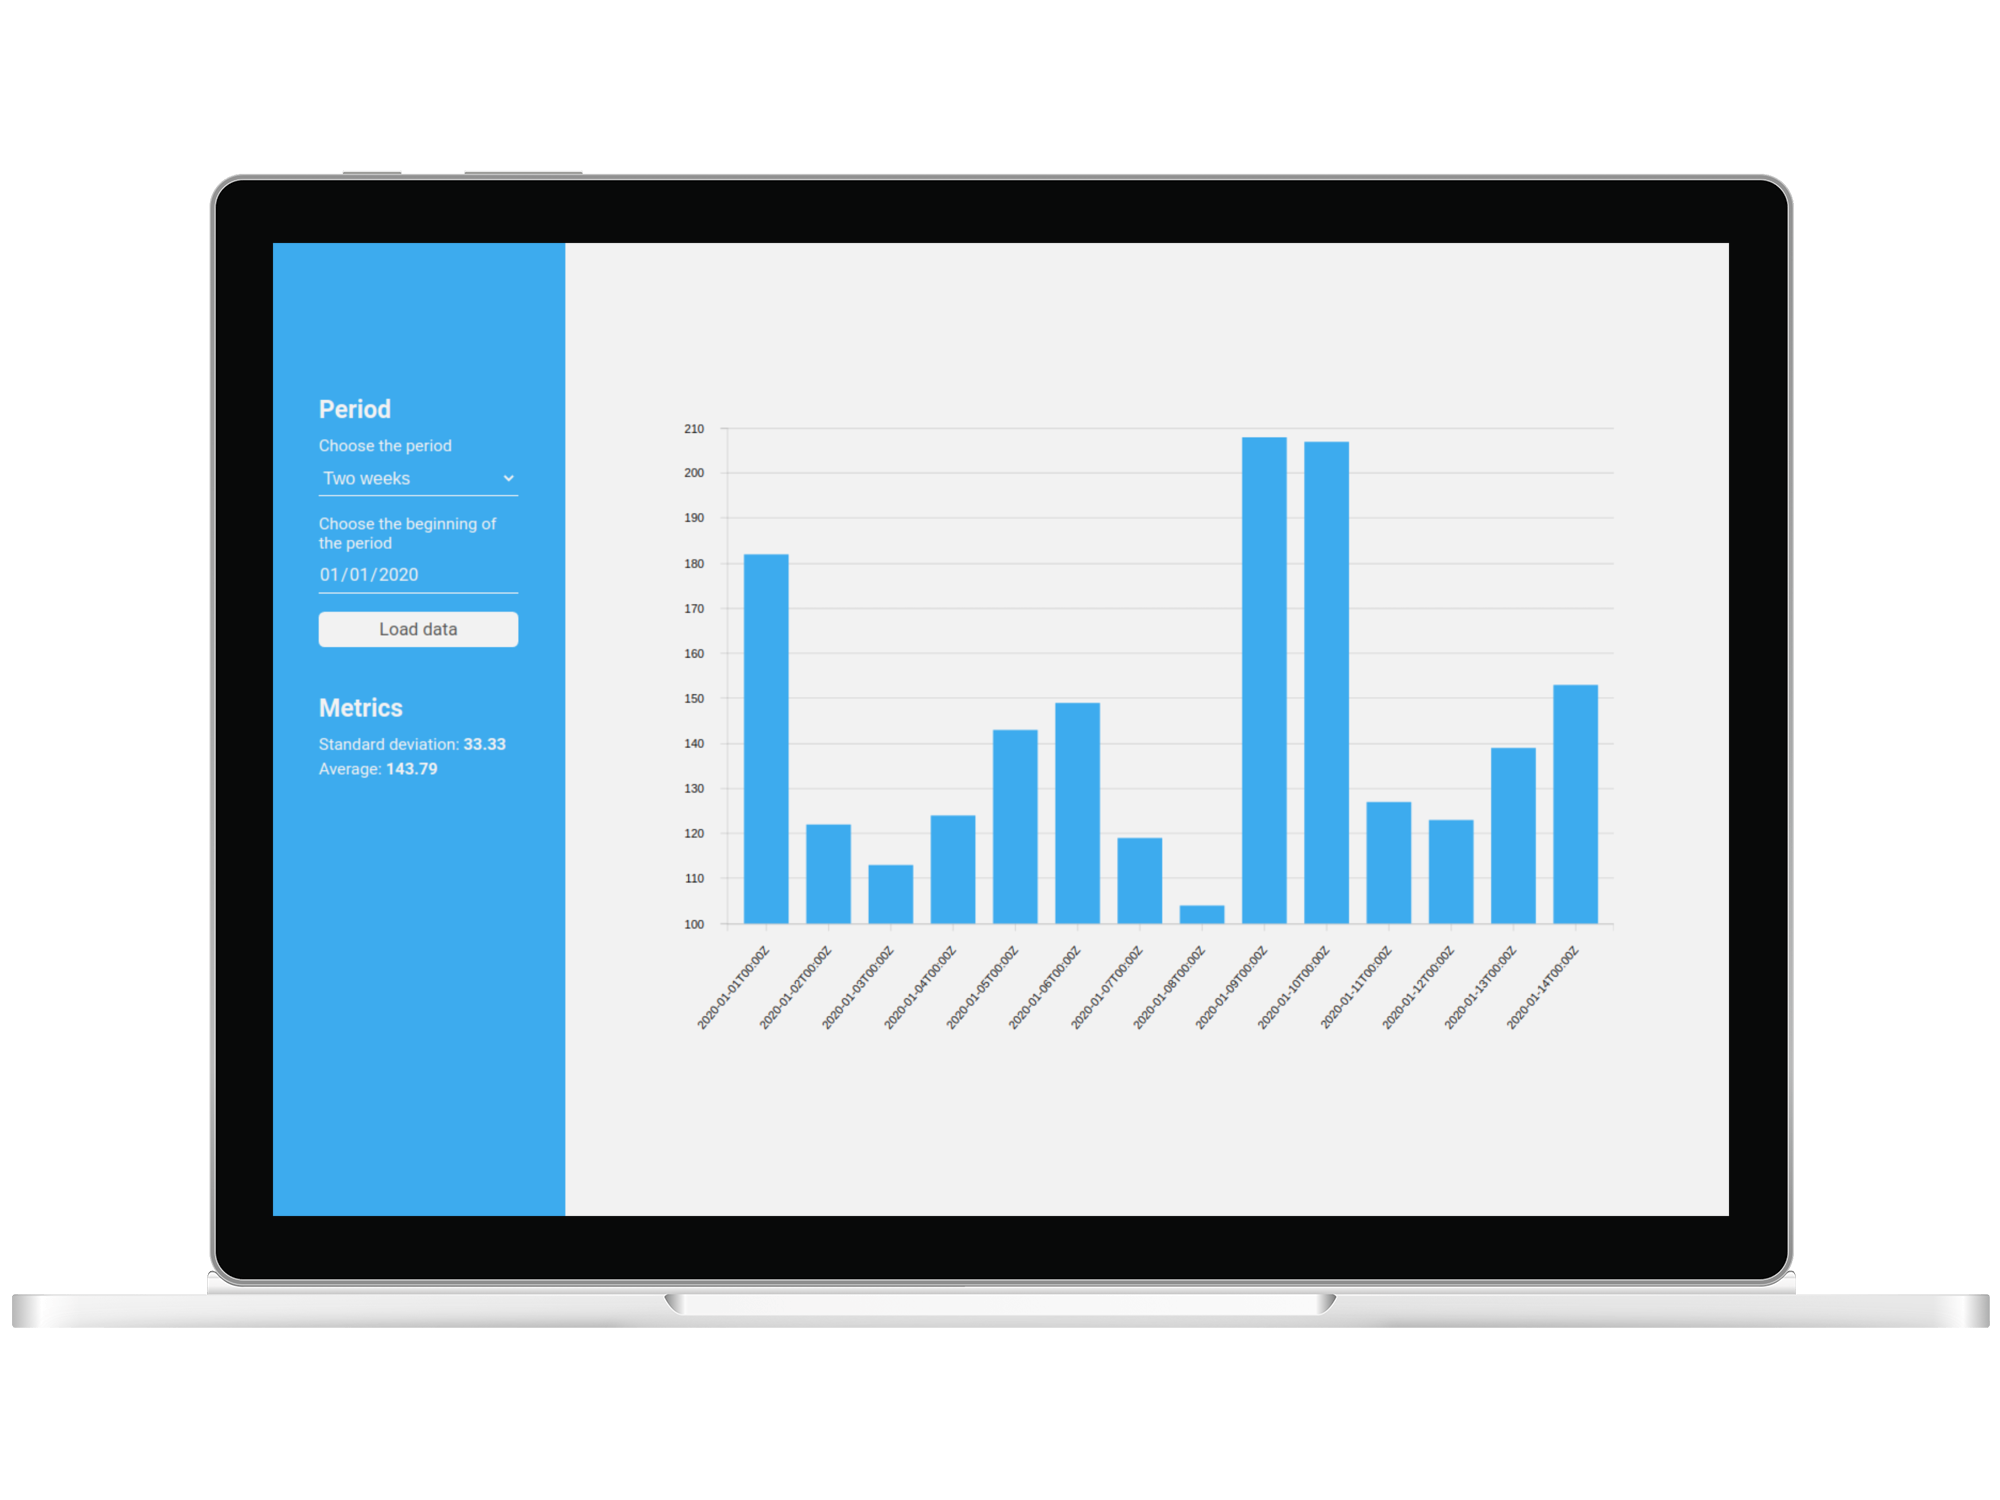 Period
Choose the period
Two weeks
Choose the beginning of
the period
01/01/2020
Load data
Metrics
Standard deviation: 33.33
Average: 143.79
210
200
190
180
170
160
150
140
130
120
110
100
2020-01-01T00:00Z
2020-01-02T00:00Z
2020-01-03T00:00Z
2020-01-04T00:00Z
2020-01-05T00:00Z
2020-01-06T00:00Z
2020-01-07T00:00Z
2020-01-08T00:00Z
2020-01-09T00:00Z
2020-01-10T00:00Z
2020-01-11T00:00Z
2020-01-12T00:00Z
2020-01-13T00:00Z
2020-01-14T00:00Z